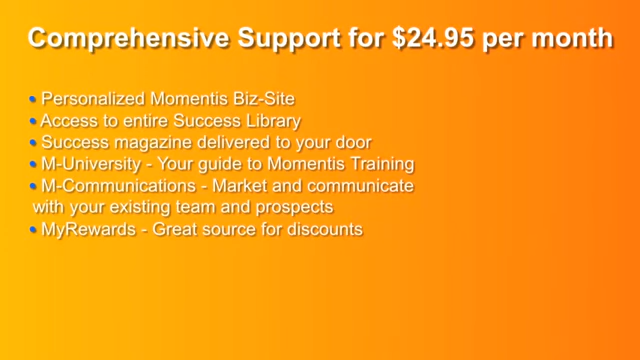 Comprehensive Support for $24.95 per month
• Personalized Momentis Biz-Site
• Access to entire Success Library
• Success magazine delivered to your door
• M-University - Your guide to Momentis Training
• M-Communications - Market and communicate
with your existing team and prospects
• MyRewards - Great source for discounts